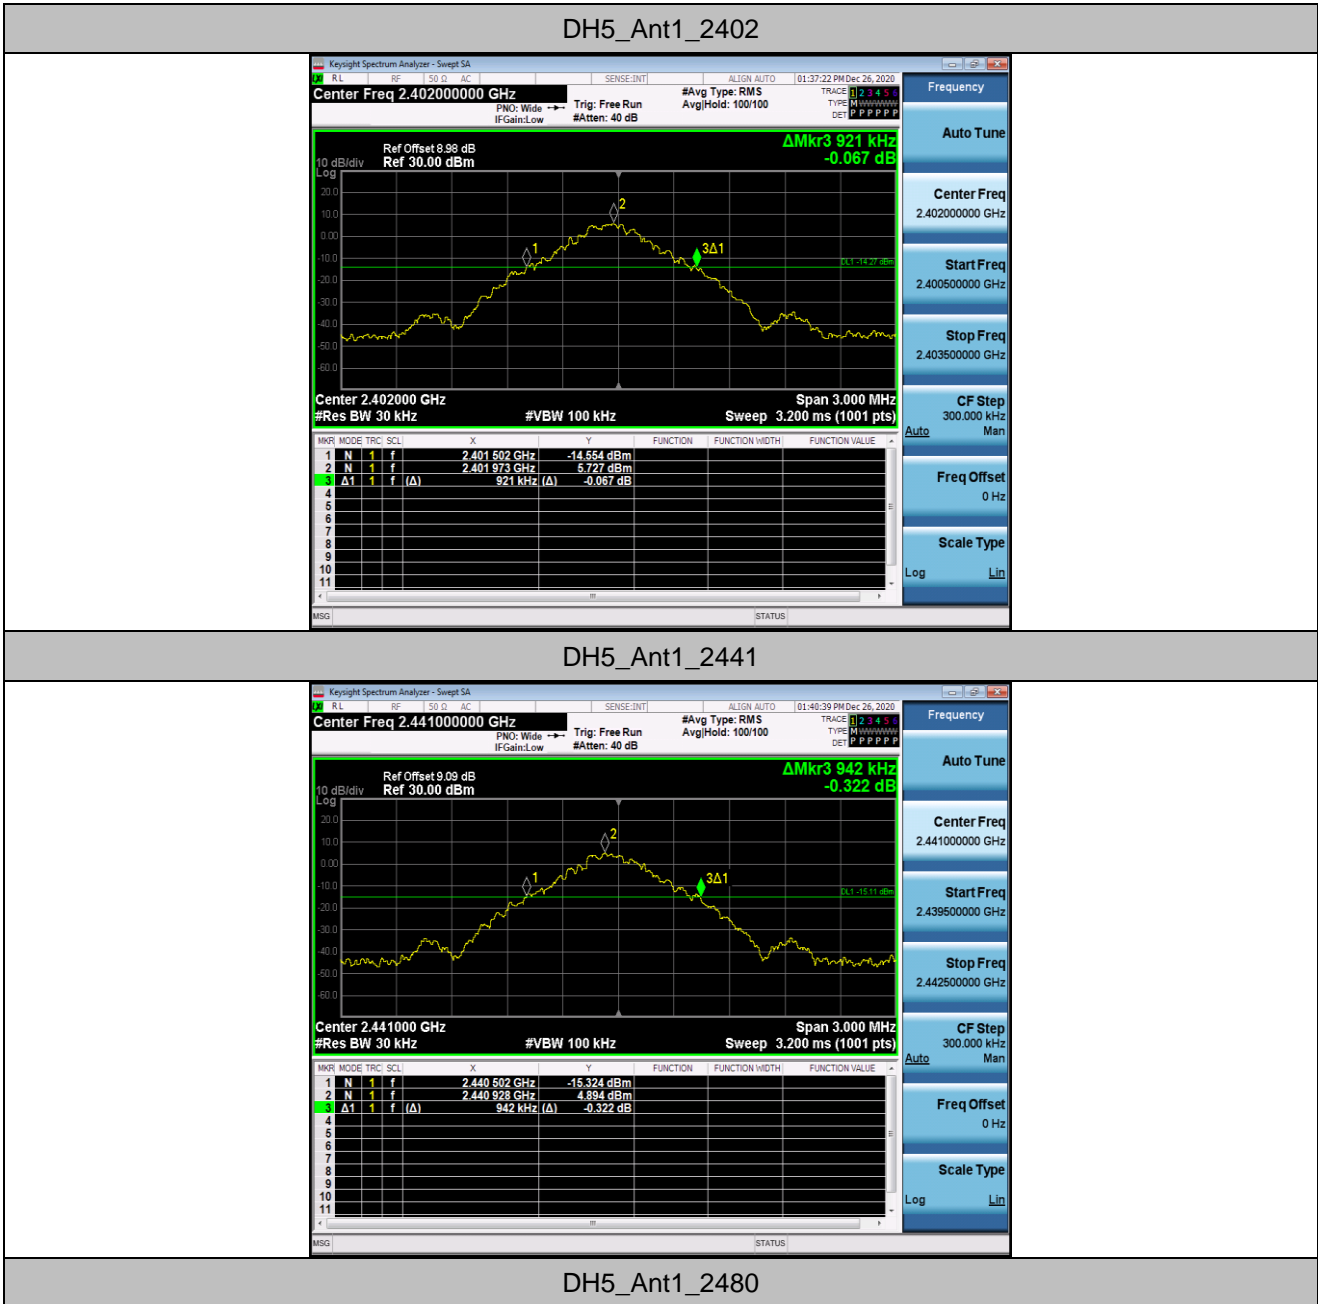 DH5_Ant1_2402
Keysight Spectrum Analyzer - Swept SA
RL RF 50 Ω AC SENSE:INT ALIGN AUTO 01:37:22 PM Dec 26, 2020
Center Freq 2.402000000 GHz
#Avg Type: RMS
TRACE 1 2 3 4 5 6
PNO: Wide Trig: Free Run Avg|Hold: 100/100
TYPE M
IFGain:Low #Atten: 40 dB
DET P P P P P P
ΔMkr3 921 kHz
-0.067 dB
Ref Offset 8.98 dB
10 dB/div Ref 30.00 dBm
Log
20.0
10.0
0.00
-10.0
-20.0
-30.0
-40.0
-50.0
-60.0
2
1
3Δ1
DL1 -14.27 dBm
Center 2.402000 GHz Span 3.000 MHz
#Res BW 30 kHz #VBW 100 kHz Sweep 3.200 ms (1001 pts)
MKR MODE TRC SCL X Y FUNCTION FUNCTION WIDTH FUNCTION VALUE
1 N 1 f 2.401 502 GHz -14.554 dBm
2 N 1 f 2.401 973 GHz 5.727 dBm
3 Δ1 1 f (Δ) 921 kHz (Δ) -0.067 dB
4
5
6
7
8
9
10
11
MSG STATUS
Frequency
Auto Tune
Center Freq
2.402000000 GHz
Start Freq
2.400500000 GHz
Stop Freq
2.403500000 GHz
CF Step
300.000 kHz
Auto Man
Freq Offset
0 Hz
Scale Type
Log Lin
DH5_Ant1_2441
Keysight Spectrum Analyzer - Swept SA
RL RF 50 Ω AC SENSE:INT ALIGN AUTO 01:40:39 PM Dec 26, 2020
Center Freq 2.441000000 GHz
#Avg Type: RMS
TRACE 1 2 3 4 5 6
PNO: Wide Trig: Free Run Avg|Hold: 100/100
TYPE M
IFGain:Low #Atten: 40 dB
DET P P P P P P
ΔMkr3 942 kHz
-0.322 dB
Ref Offset 9.09 dB
10 dB/div Ref 30.00 dBm
Log
20.0
10.0
0.00
-10.0
-20.0
-30.0
-40.0
-50.0
-60.0
2
1
3Δ1
DL1 -15.11 dBm
Center 2.441000 GHz Span 3.000 MHz
#Res BW 30 kHz #VBW 100 kHz Sweep 3.200 ms (1001 pts)
MKR MODE TRC SCL X Y FUNCTION FUNCTION WIDTH FUNCTION VALUE
1 N 1 f 2.440 502 GHz -15.324 dBm
2 N 1 f 2.440 928 GHz 4.894 dBm
3 Δ1 1 f (Δ) 942 kHz (Δ) -0.322 dB
4
5
6
7
8
9
10
11
MSG STATUS
Frequency
Auto Tune
Center Freq
2.441000000 GHz
Start Freq
2.439500000 GHz
Stop Freq
2.442500000 GHz
CF Step
300.000 kHz
Auto Man
Freq Offset
0 Hz
Scale Type
Log Lin
DH5_Ant1_2480